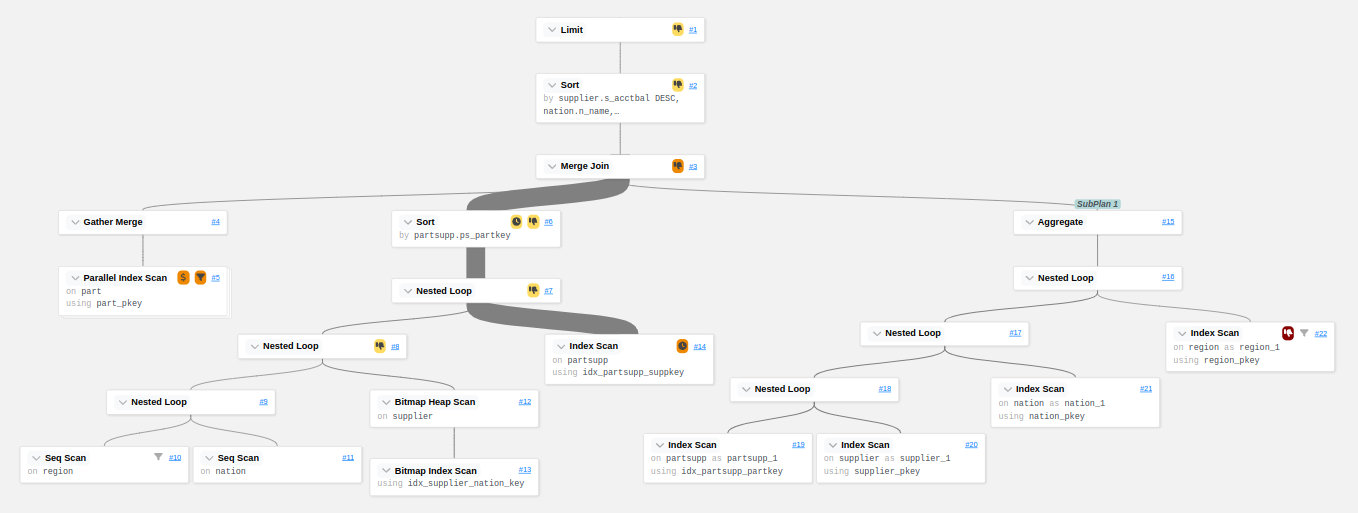 Limit #1
Sort #2
by supplier.s_acctbal DESC,
nation.n_name,…
Merge Join #3
SubPlan 1
Gather Merge #4
Sort #6
by partsupp.ps_partkey
Aggregate #15
Parallel Index Scan $ #5
on part
using part_pkey
Nested Loop #7
Nested Loop #16
Nested Loop #8
Index Scan #14
on partsupp
using idx_partsupp_suppkey
Nested Loop #17
Index Scan #22
on region as region_1
using region_pkey
Nested Loop #9
Bitmap Heap Scan #12
on supplier
Nested Loop #18
Index Scan #21
on nation as nation_1
using nation_pkey
Seq Scan #10
on region
Seq Scan #11
on nation
Bitmap Index Scan #13
using idx_supplier_nation_key
Index Scan #19
on partsupp as partsupp_1
using idx_partsupp_partkey
Index Scan #20
on supplier as supplier_1
using supplier_pkey